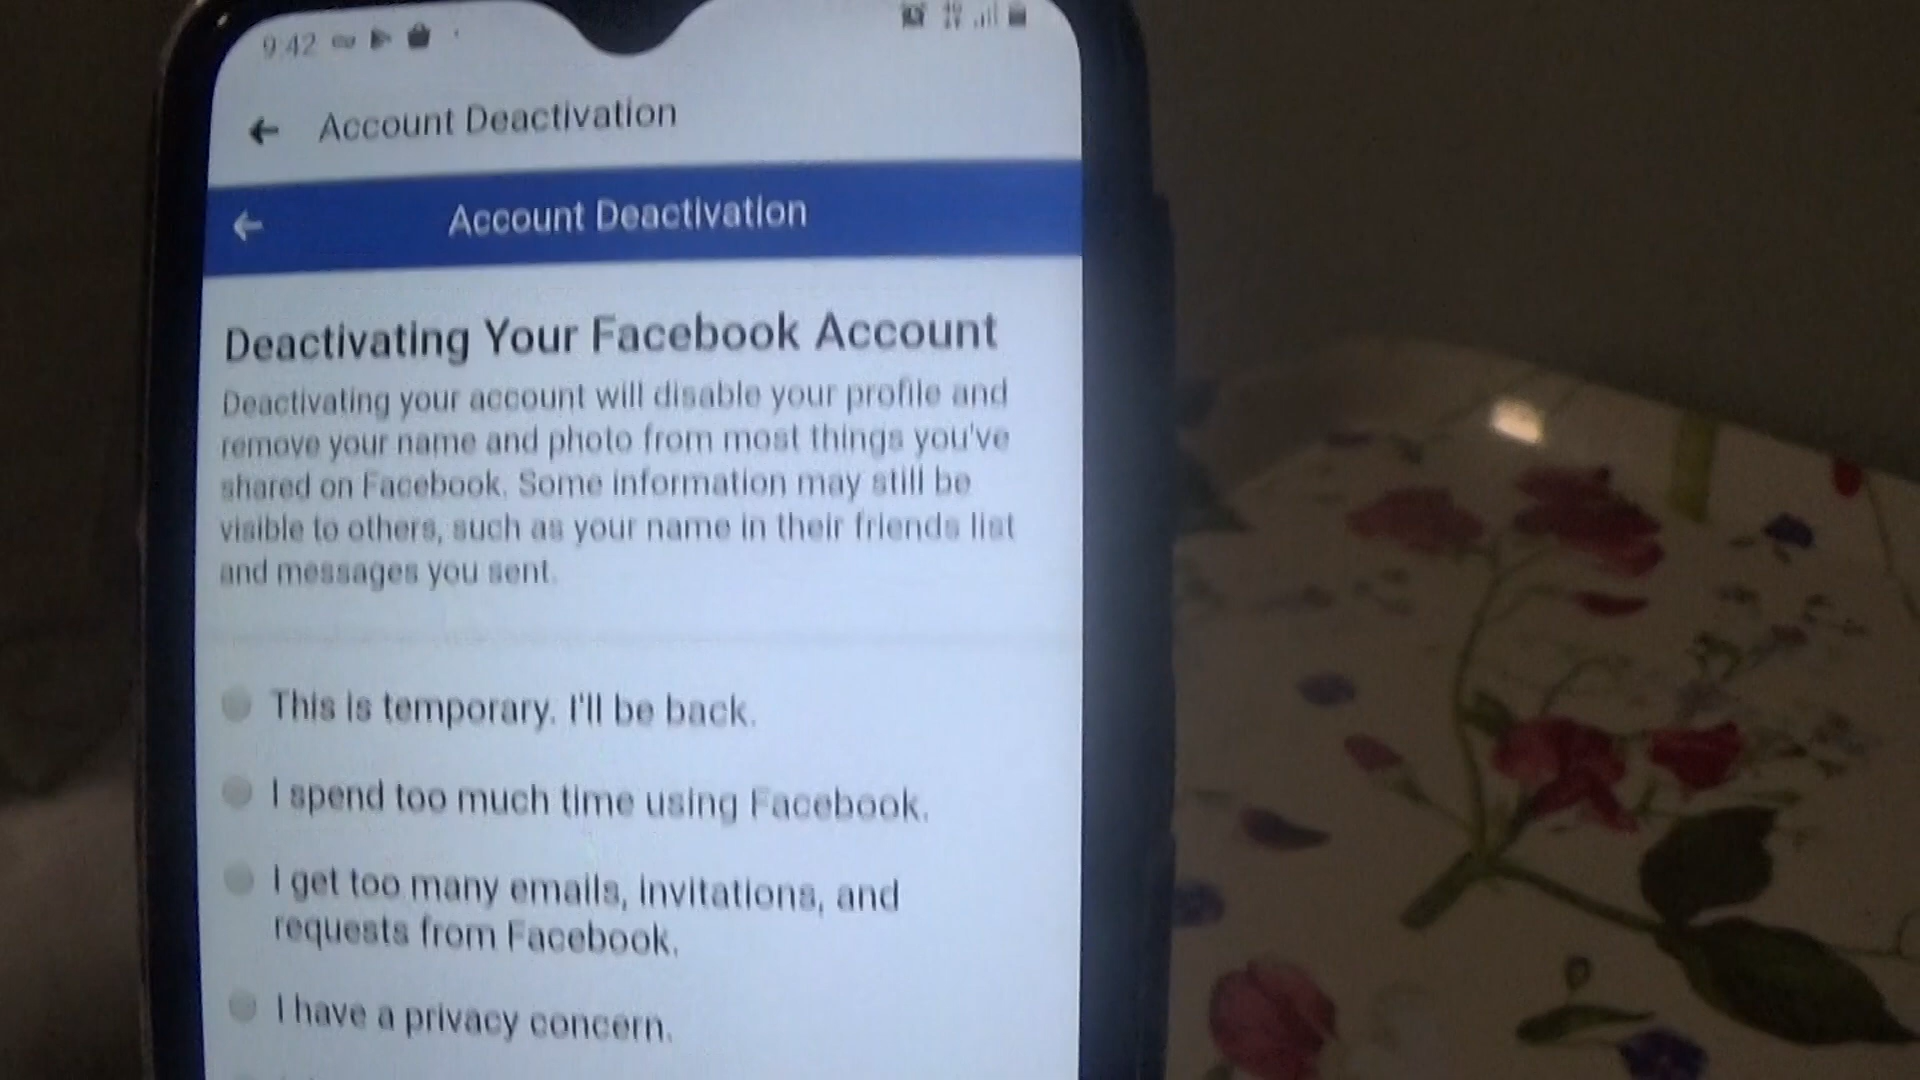 9:42
Account Deactivation
Account Deactivation
Deactivating Your Facebook Account
Deactivating your account will disable your profile and
remove your name and photo from most things you've
shared on Facebook. Some information may still be
visible to others, such as your name in their friends list
and messages you sent.
This is temporary. I'll be back.
I spend too much time using Facebook.
I get too many emails, invitations, and
requests from Facebook.
I have a privacy concern.